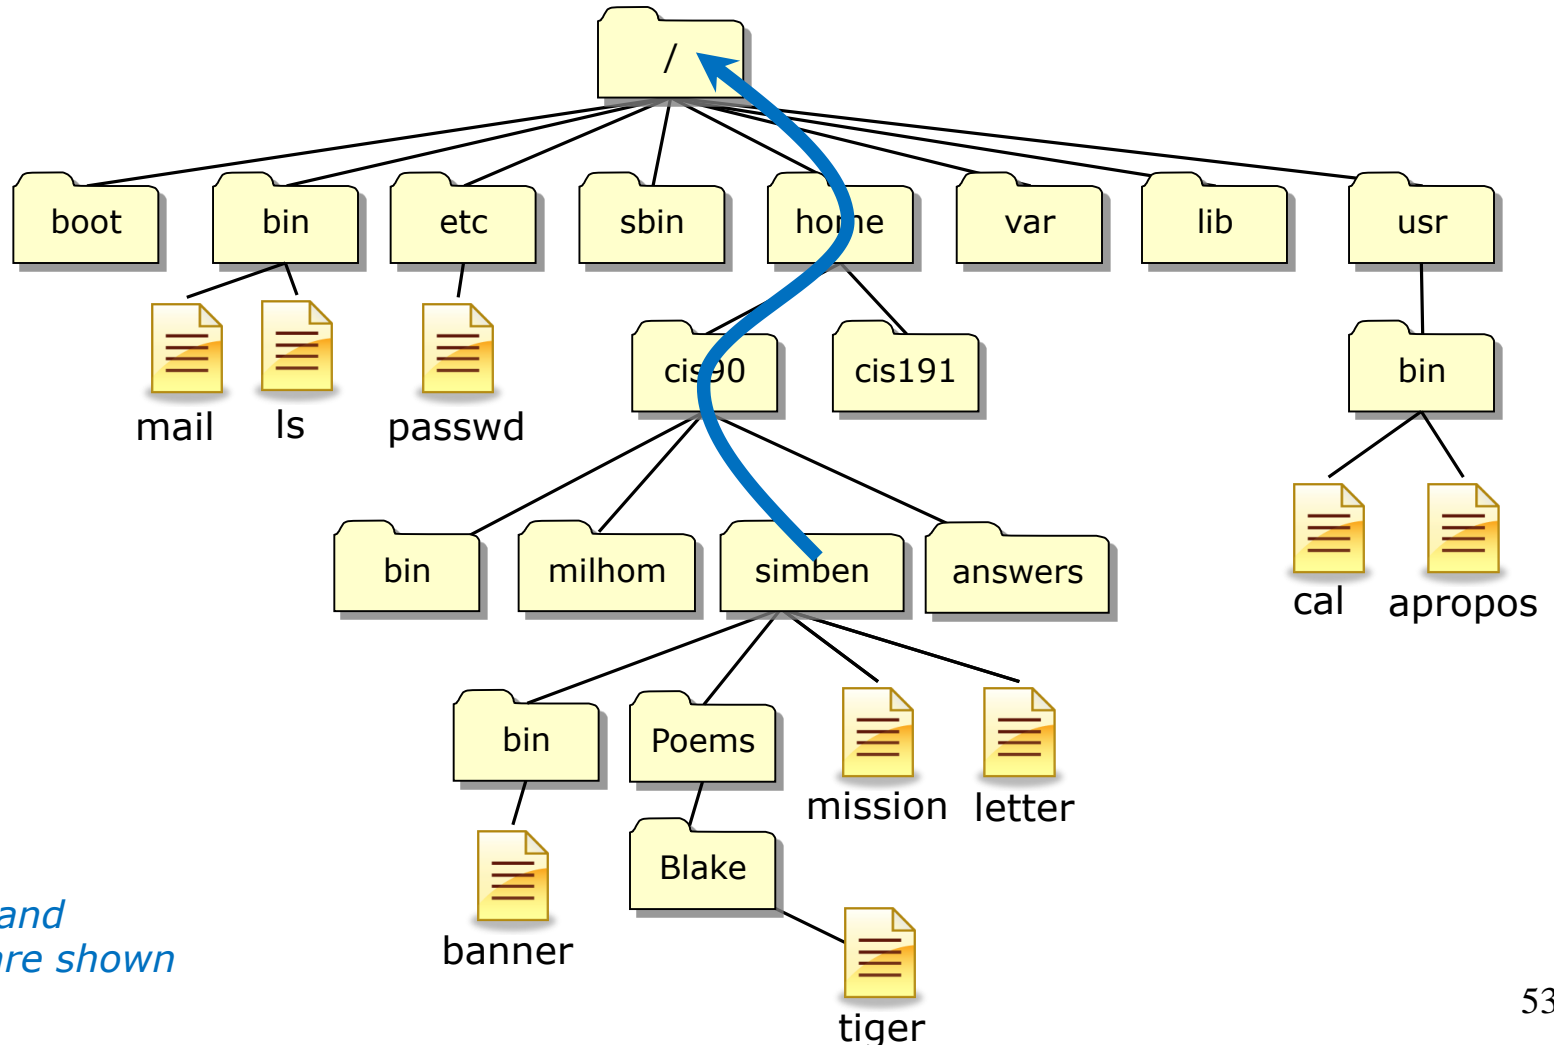 /
boot
bin
etc
sbin
home
var
lib
usr
mail
ls
passwd
cis90
cis191
bin
bin
milhom
simben
answers
cal
apropos
bin
Poems
mission
letter
banner
Blake
tiger
and
are shown
53